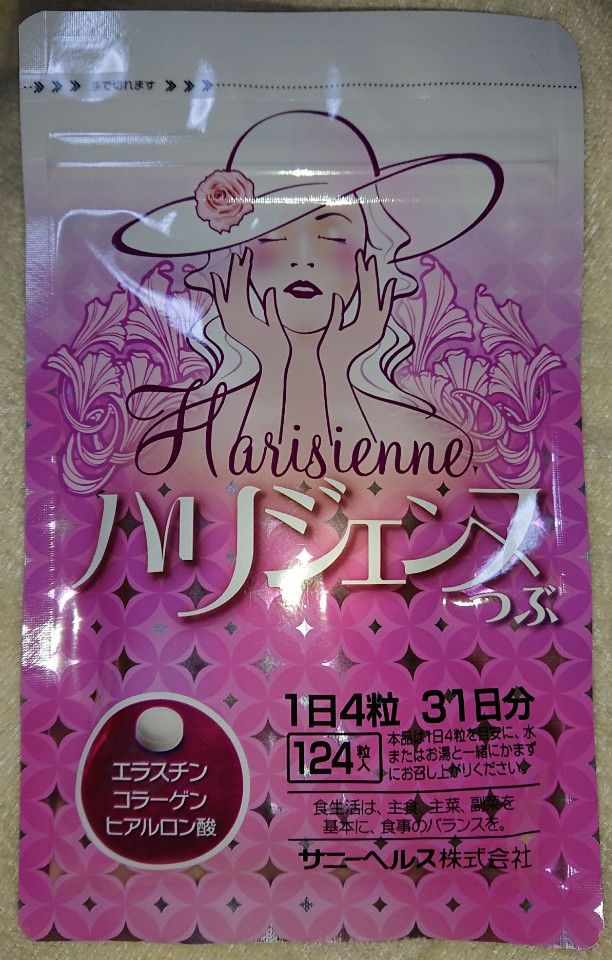 手で切れます
Harisienne
ハリジェンヌ
つぶ
1日4粒 31日分
124粒入
本品は1日4粒を目安に、水
またはお湯と一緒にかまず
にお召し上がりください。
エラスチン
コラーゲン
ヒアルロン酸
食生活は、主食、主菜、副菜を
基本に、食事のバランスを。
サニーヘルス株式会社